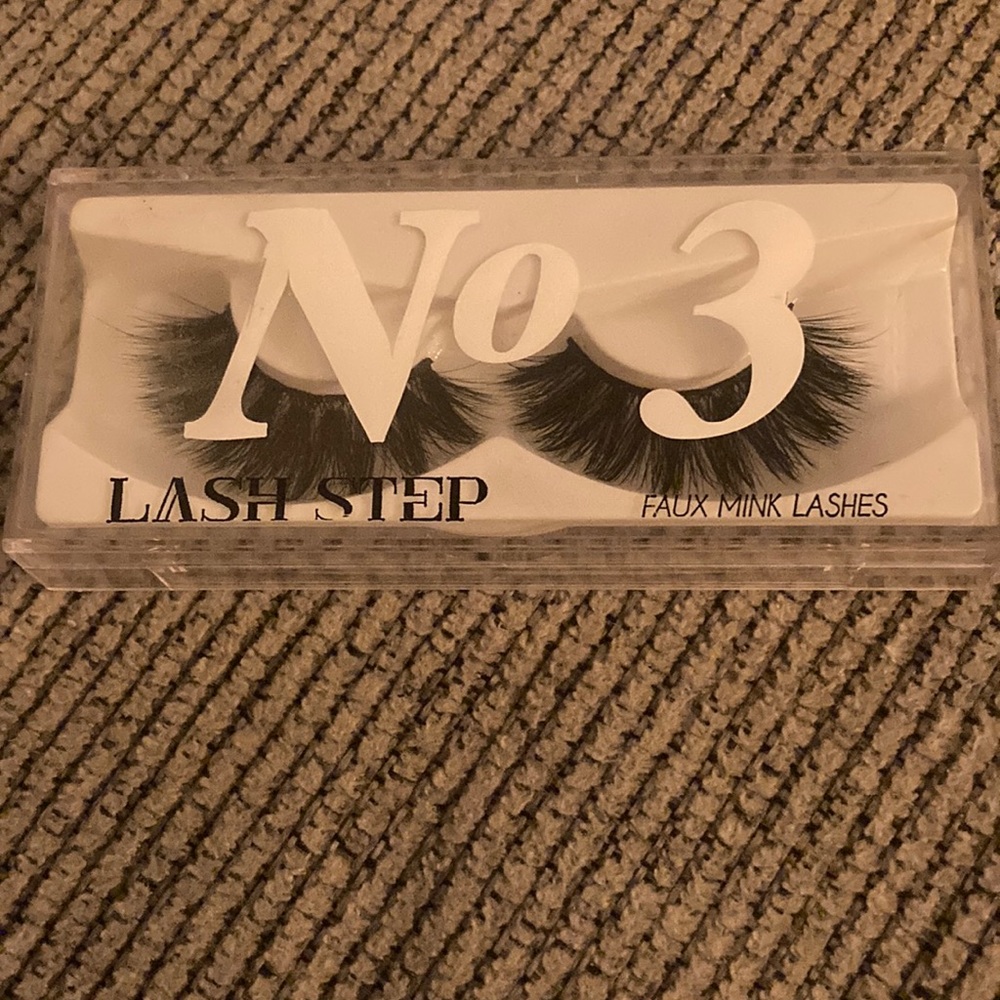 No 3
LASH STEP
FAUX MINK LASHES